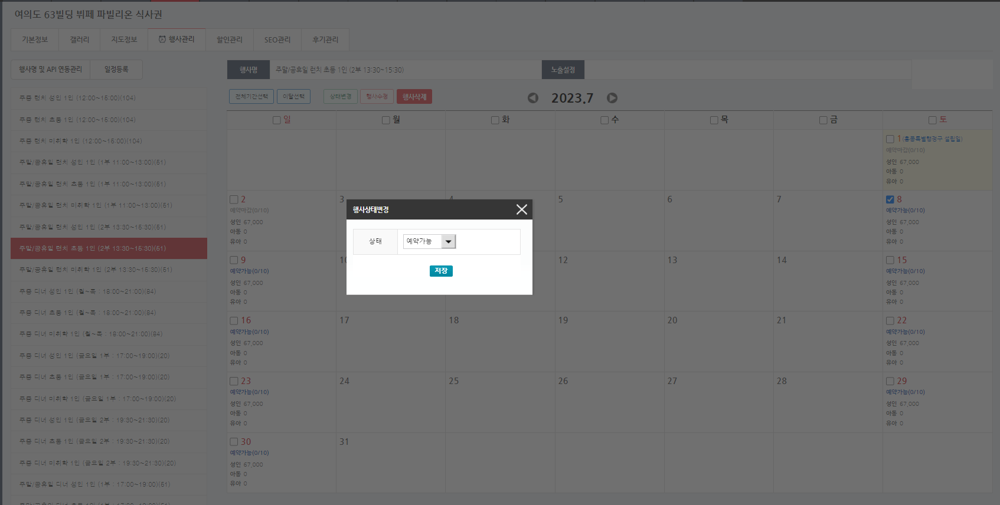 여의도 63빌딩 뷔페 파빌리온 식사권
기본정보 갤러리 지도정보 행사관리 할인관리 SEO관리 후기관리
행사명 및 API 연동관리 일정등록
행사명 주말/공휴일 런치 초등 1인 (2부 13:30~15:30) 노출설정
전체기간선택 이달선택 상태변경 행사수정 행사삭제 2023.7
주중 런치 성인 1인 (12:00~15:00)(104)
주중 런치 초등 1인 (12:00~15:00)(104)
주중 런치 미취학 1인 (12:00~15:00)(104)
주말/공휴일 런치 성인 1인 (1부 11:00~13:00)(51)
주말/공휴일 런치 초등 1인 (1부 11:00~13:00)(51)
주말/공휴일 런치 미취학 1인 (1부 11:00~13:00)(51)
주말/공휴일 런치 성인 1인 (2부 13:30~15:30)(51)
주말/공휴일 런치 초등 1인 (2부 13:30~15:30)(51)
주말/공휴일 런치 미취학 1인 (2부 13:30~15:30)(51)
주중 디너 성인 1인 (월~목 : 18:00~21:00)(84)
주중 디너 초등 1인 (월~목 : 18:00~21:00)(84)
주중 디너 미취학 1인 (월~목 : 18:00~21:00)(84)
주중 디너 성인 1인 (금요일 1부 : 17:00~19:00)(20)
주중 디너 초등 1인 (금요일 1부 : 17:00~19:00)(20)
주중 디너 미취학 1인 (금요일 1부 : 17:00~19:00)(20)
주중 디너 성인 1인 (금요일 2부 : 19:30~21:30)(20)
주중 디너 초등 1인 (금요일 2부 : 19:30~21:30)(20)
주중 디너 미취학 1인 (금요일 2부 : 19:30~21:30)(20)
주말/공휴일 디너 성인 1인 (1부 : 17:00~19:00)(51)
일 월 화 수 목 금 토
1(홍콩특별행정구 설립일)
예약마감(0/10)
성인 67,000
아동 0
유아 0
2 3 4 5 6 7 8
예약마감(0/10) 예약가능(0/10)
성인 67,000 성인 67,000
아동 0 아동 0
유아 0 유아 0
행사상태변경
상태 예약가능
저장
9 10 12 13 14 15
예약가능(0/10) 예약가능(0/10)
성인 67,000 성인 67,000
아동 0 아동 0
유아 0 유아 0
16 17 18 19 20 21 22
예약가능(0/10) 예약가능(0/10)
성인 67,000 성인 67,000
아동 0 아동 0
유아 0 유아 0
23 24 25 26 27 28 29
예약가능(0/10) 예약가능(0/10)
성인 67,000 성인 67,000
아동 0 아동 0
유아 0 유아 0
30 31
예약가능(0/10)
성인 67,000
아동 0
유아 0